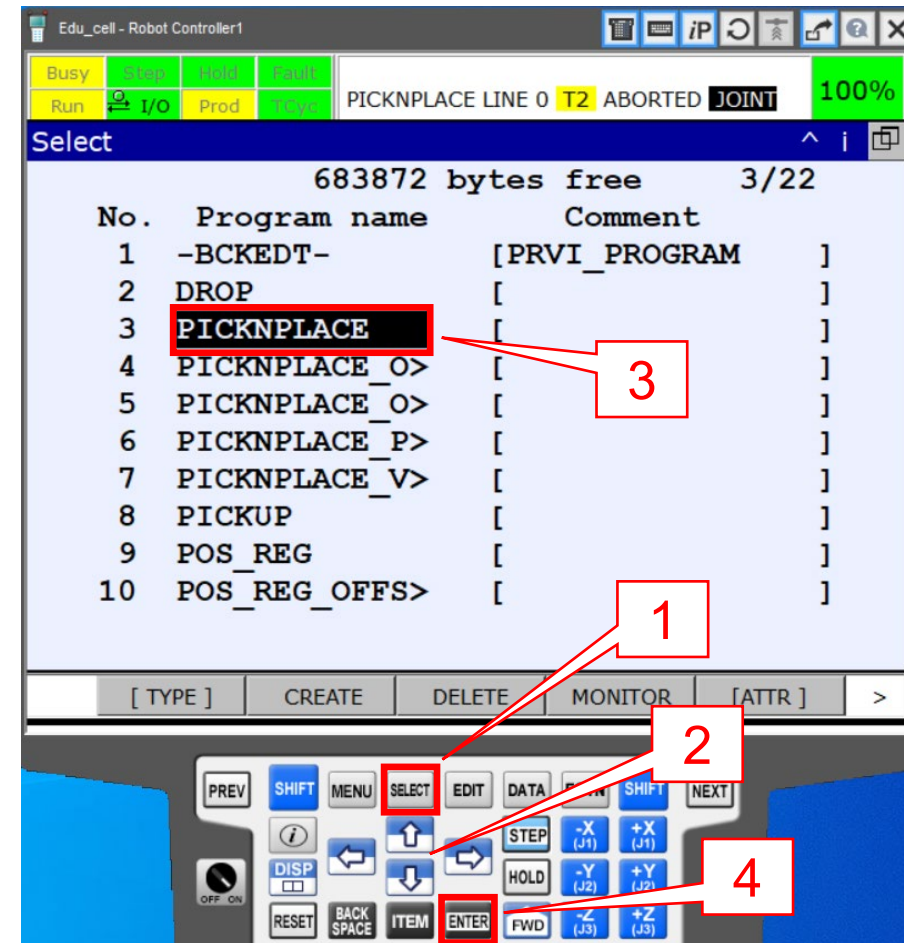 Edu_cell - Robot Controller1
iP
Busy Step Hold Fault
Run I/O Prod TCyc
PICKNPLACE LINE 0 T2 ABORTED JOINT
100%
Select ^ i
683872 bytes free 3/22
No. Program name Comment
1 -BCKEDT- [PRVI_PROGRAM ]
2 DROP [ ]
3 PICKNPLACE [ ]
3
4 PICKNPLACE_O> [ ]
5 PICKNPLACE_O> [ ]
6 PICKNPLACE_P> [ ]
7 PICKNPLACE_V> [ ]
8 PICKUP [ ]
9 POS_REG [ ]
10 POS_REG_OFFS> [ ]
1
[ TYPE ] CREATE DELETE MONITOR [ATTR ] >
2
PREV SHIFT MENU SELECT EDIT DATA SHIFT NEXT
i STEP -X (J1) +X (J1)
DISP HOLD -Y (J2) +Y (J2)
4
OFF ON
RESET BACK SPACE ITEM ENTER FWD -Z (J3) +Z (J3)